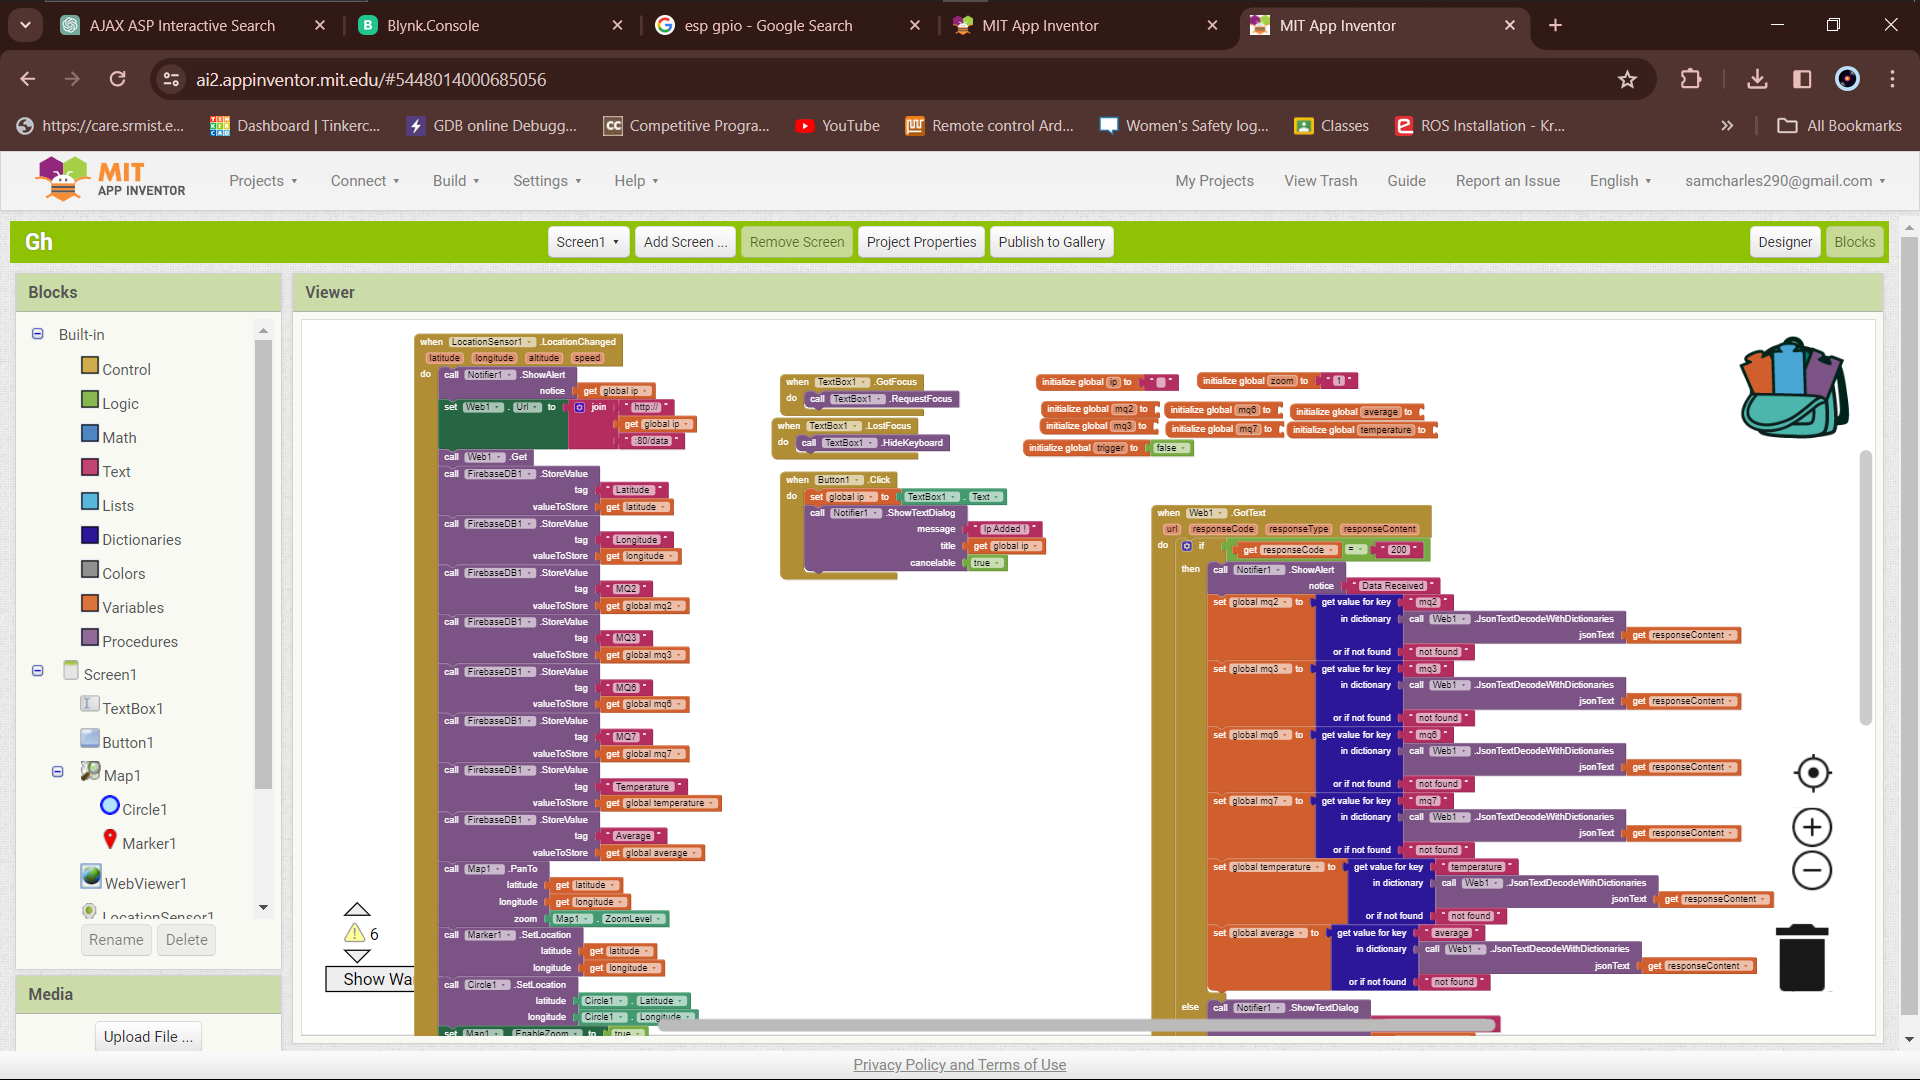 AJAX ASP Interactive Search
Blynk.Console
esp gpio - Google Search
MIT App Inventor
MIT App Inventor
ai2.appinventor.mit.edu/#5448014000685056
https://care.srmist.e...
Dashboard | Tinkerc...
GDB online Debugg...
Competitive Progra...
YouTube
Remote control Ard...
Women's Safety log...
Classes
ROS Installation - Kr...
All Bookmarks
MIT
APP INVENTOR
Projects
Connect
Build
Settings
Help
My Projects
View Trash
Guide
Report an Issue
English
samcharles290@gmail.com
Gh
Screen1
Add Screen ...
Remove Screen
Project Properties
Publish to Gallery
Designer
Blocks
Blocks
Built-in
Control
Logic
Math
Text
Lists
Dictionaries
Colors
Variables
Procedures
Screen1
TextBox1
Button1
Map1
Circle1
Marker1
WebViewer1
LocationSensor1
Rename
Delete
Media
Upload File ...
Viewer
when LocationSensor1 .LocationChanged
latitude longitude altitude speed
do call Notifier1 .ShowAlert
notice get global ip
set Web1 . Url to join " http:// "
get global ip
" :80/data "
call Web1 .Get
call FirebaseDB1 .StoreValue
tag " Latitude "
valueToStore get latitude
call FirebaseDB1 .StoreValue
tag " Longitude "
valueToStore get longitude
call FirebaseDB1 .StoreValue
tag " MQ2 "
valueToStore get global mq2
call FirebaseDB1 .StoreValue
tag " MQ3 "
valueToStore get global mq3
call FirebaseDB1 .StoreValue
tag " MQ6 "
valueToStore get global mq6
call FirebaseDB1 .StoreValue
tag " MQ7 "
valueToStore get global mq7
call FirebaseDB1 .StoreValue
tag " Temperature "
valueToStore get global temperature
call FirebaseDB1 .StoreValue
tag " Average "
valueToStore get global average
call Map1 .PanTo
latitude get latitude
longitude get longitude
zoom Map1 . ZoomLevel
call Marker1 .SetLocation
latitude get latitude
longitude get longitude
call Circle1 .SetLocation
latitude Circle1 . Latitude
longitude Circle1 . Longitude
set Map1 . EnableZoom to true
6
Show Wa
when TextBox1 .GotFocus
do call TextBox1 .RequestFocus
when TextBox1 .LostFocus
do call TextBox1 .HideKeyboard
when Button1 .Click
do set global ip to TextBox1 . Text
call Notifier1 .ShowTextDialog
message " Ip Added ! "
title get global ip
cancelable true
initialize global ip to " "
initialize global zoom to " 1 "
initialize global mq2 to
initialize global mq6 to
initialize global average to
initialize global mq3 to
initialize global mq7 to
initialize global temperature to
initialize global trigger to false
when Web1 .GotText
url responseCode responseType responseContent
do if get responseCode = " 200 "
then call Notifier1 .ShowAlert
notice " Data Received "
set global mq2 to get value for key " mq2 "
in dictionary call Web1 .JsonTextDecodeWithDictionaries
jsonText get responseContent
or if not found " not found "
set global mq3 to get value for key " mq3 "
in dictionary call Web1 .JsonTextDecodeWithDictionaries
jsonText get responseContent
or if not found " not found "
set global mq6 to get value for key " mq6 "
in dictionary call Web1 .JsonTextDecodeWithDictionaries
jsonText get responseContent
or if not found " not found "
set global mq7 to get value for key " mq7 "
in dictionary call Web1 .JsonTextDecodeWithDictionaries
jsonText get responseContent
or if not found " not found "
set global temperature to get value for key " temperature "
in dictionary call Web1 .JsonTextDecodeWithDictionaries
jsonText get responseContent
or if not found " not found "
set global average to get value for key " average "
in dictionary call Web1 .JsonTextDecodeWithDictionaries
jsonText get responseContent
or if not found " not found "
else call Notifier1 .ShowTextDialog
Privacy Policy and Terms of Use